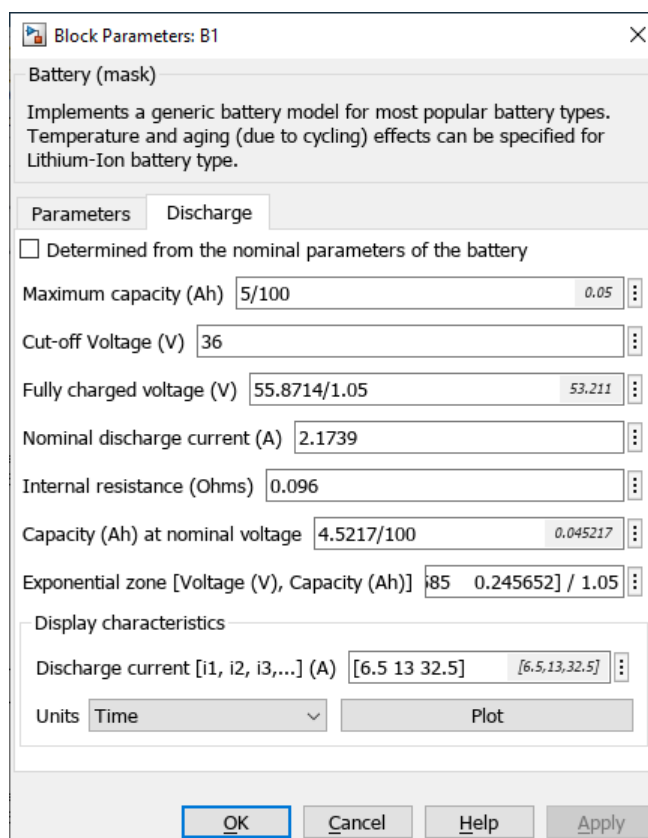 Block Parameters: B1
Battery (mask)
Implements a generic battery model for most popular battery types.
Temperature and aging (due to cycling) effects can be specified for
Lithium-Ion battery type.
Parameters Discharge
Determined from the nominal parameters of the battery
Maximum capacity (Ah) 5/100 0.05
Cut-off Voltage (V) 36
Fully charged voltage (V) 55.8714/1.05 53.211
Nominal discharge current (A) 2.1739
Internal resistance (Ohms) 0.096
Capacity (Ah) at nominal voltage 4.5217/100 0.045217
Exponential zone [Voltage (V), Capacity (Ah)] 0.245652] / 1.05
Display characteristics
Discharge current [i1, i2, i3,...] (A) [6.5 13 32.5] [6.5,13,32.5]
Units Time Plot
OK Cancel Help Apply